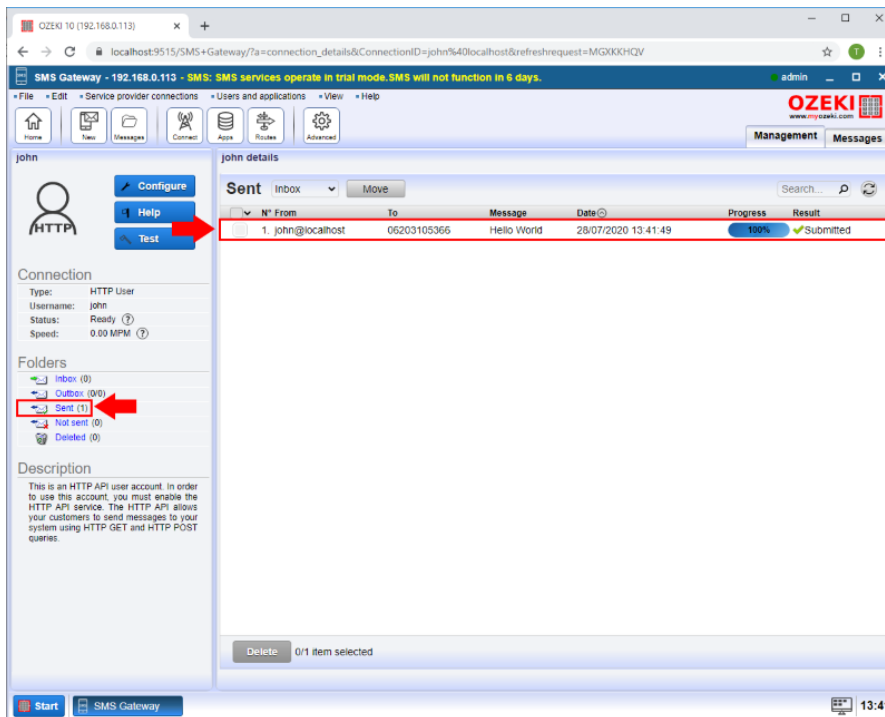 OZEKI 10 (192.168.0.113)
localhost:9515/SMS+Gateway/?a=connection_details&ConnectionID=john%40localhost&refreshrequest=MGXKKHQV
T
SMS Gateway - 192.168.0.113 - SMS: SMS services operate in trial mode.SMS will not function in 6 days.
admin
File Edit Service provider connections Users and applications View Help
OZEKI
www.myozeki.com
Home New Messages Connect Apps Routes Advanced
Management Messages
john
john details
HTTP
Configure
Help
Test
Sent Inbox Move Search...
N° From To Message Date Progress Result
1. john@localhost 06203105366 Hello World 28/07/2020 13:41:49 100% Submitted
Connection
Type: HTTP User
Username: john
Status: Ready ?
Speed: 0.00 MPM ?
Folders
Inbox (0)
Outbox (0/0)
Sent (1)
Not sent (0)
Deleted (0)
Description
This is an HTTP API user account. In order
to use this account, you must enable the
HTTP API service. The HTTP API allows
your customers to send messages to your
system using HTTP GET and HTTP POST
queries.
Delete 0/1 item selected
Start SMS Gateway 13:4